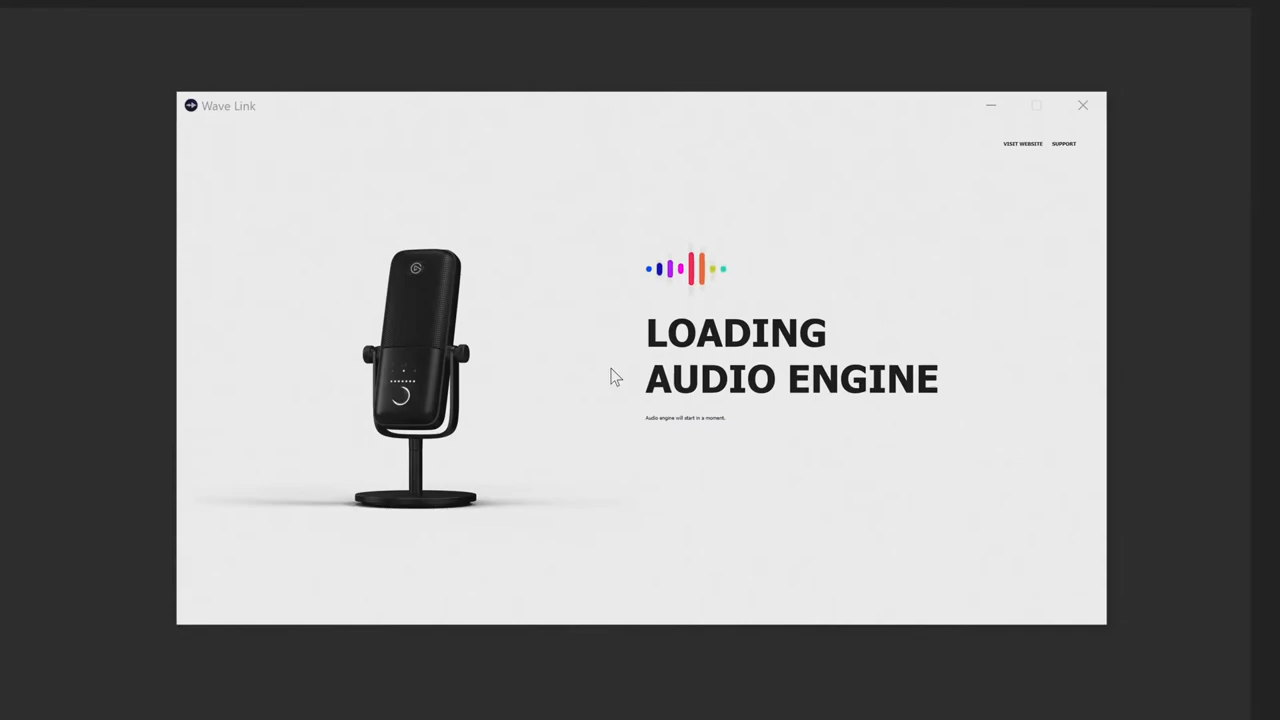 Wave Link
VISIT WEBSITE SUPPORT
LOADING
AUDIO ENGINE
Audio engine will start in a moment.